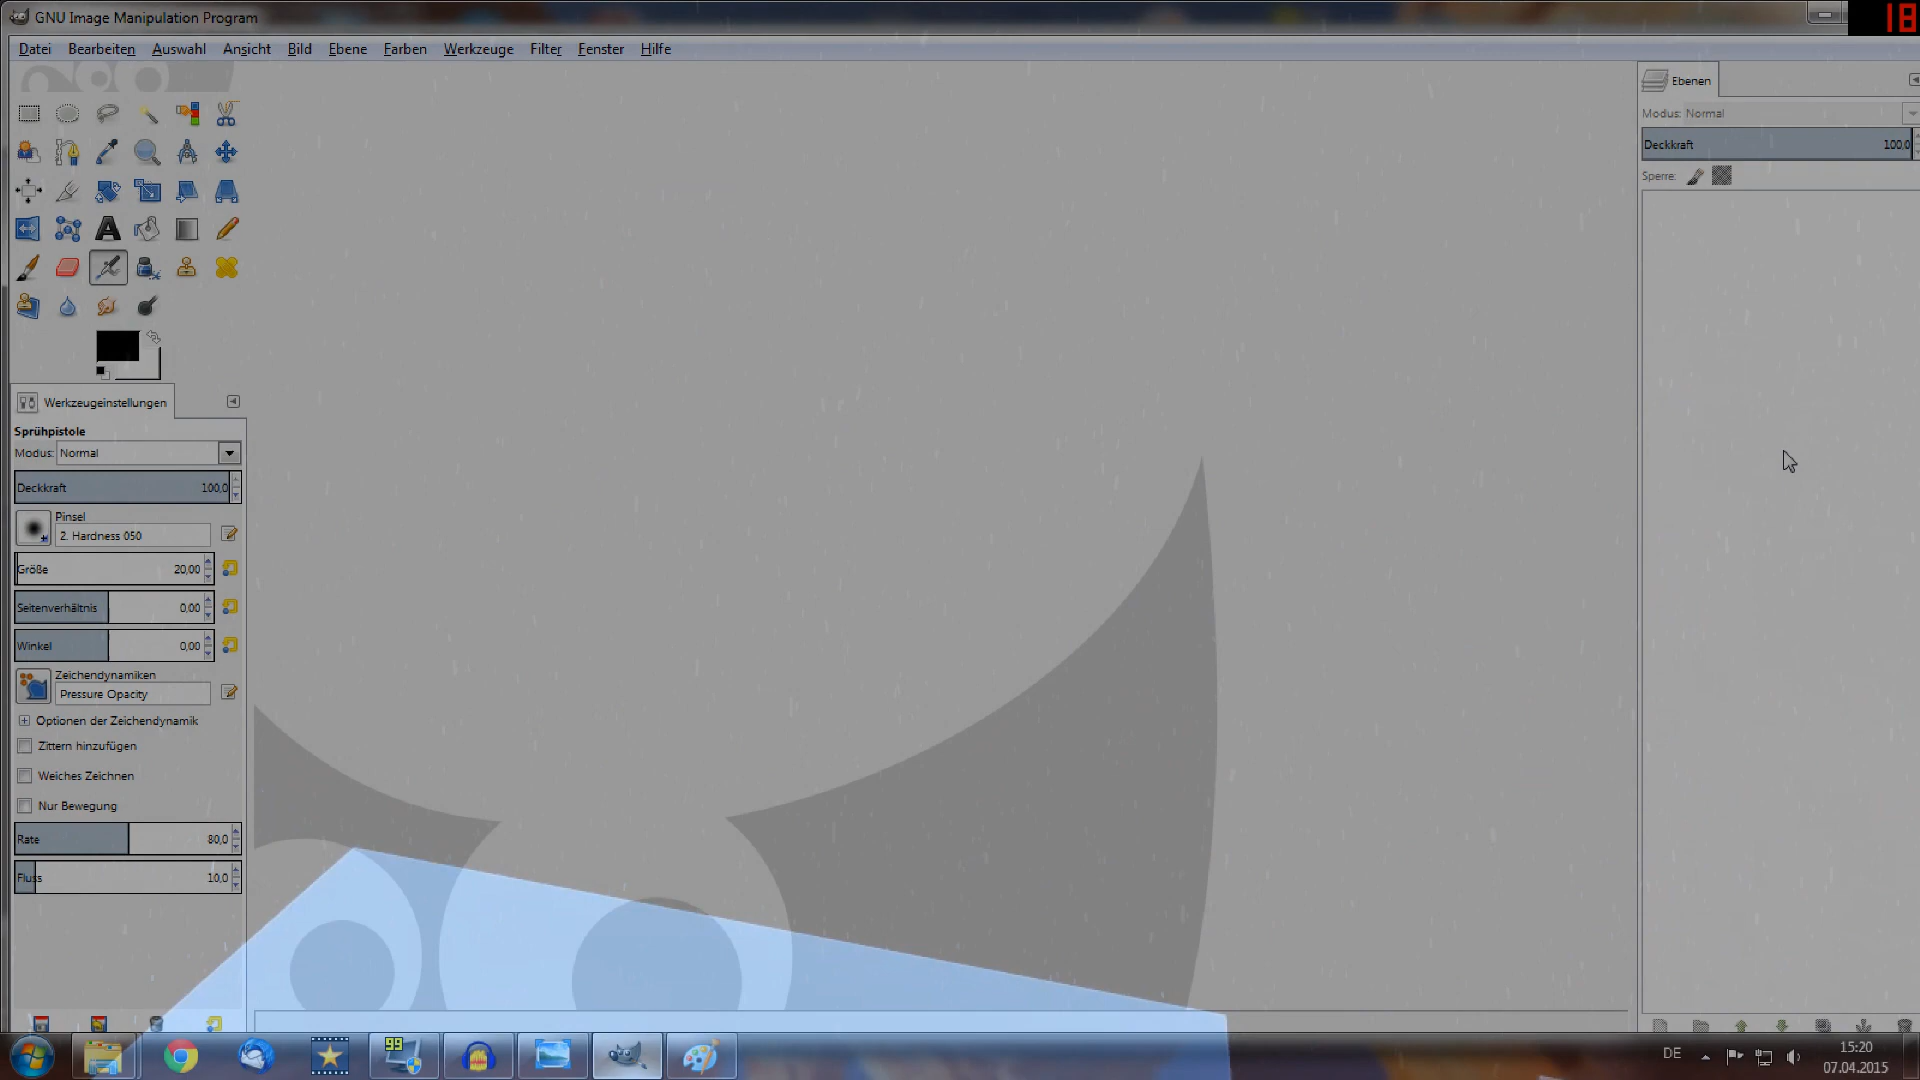 GNU Image Manipulation Program
18
Datei Bearbeiten Auswahl Ansicht Bild Ebene Farben Werkzeuge Filter Fenster Hilfe
Ebenen
Modus: Normal
Deckkraft 100,0
Sperre:
Werkzeugeinstellungen
Sprühpistole
Modus: Normal
Deckkraft 100,0
Pinsel
2. Hardness 050
Größe 20,00
Seitenverhältnis 0,00
Winkel 0,00
Zeichendynamiken
Pressure Opacity
Optionen der Zeichendynamik
Zittern hinzufügen
Weiches Zeichnen
Nur Bewegung
Rate 80,0
Fluss 10,0
99
DE
15:20
07.04.2015